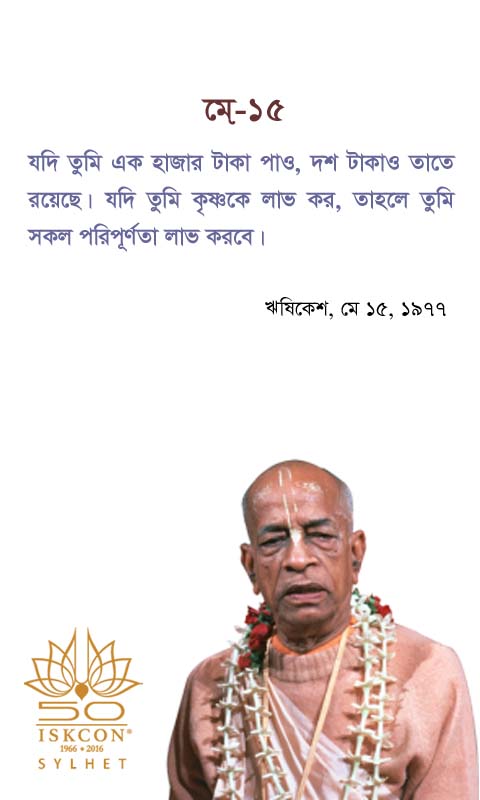 মে-১৫
যদি তুমি এক হাজার টাকা পাও, দশ টাকাও তাতে
রয়েছে। যদি তুমি কৃষ্ণকে লাভ কর, তাহলে তুমি
সকল পরিপূর্ণতা লাভ করবে।
ঋষিকেশ, মে ১৫, ১৯৭৭
50
ISKCON®
1966 • 2016
SYLHET